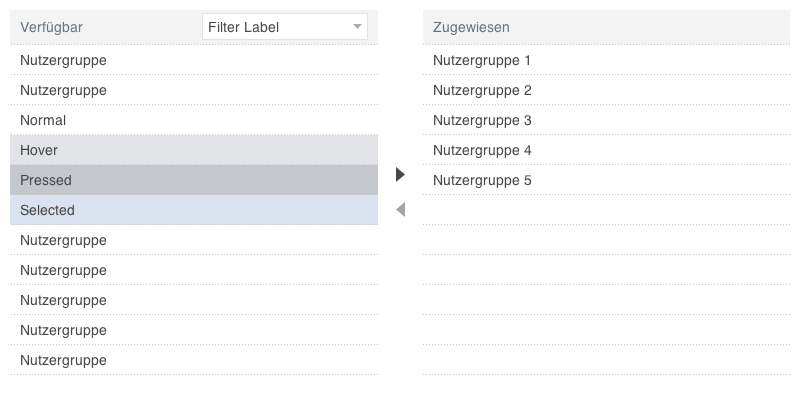 Verfügbar
Filter Label
Nutzergruppe
Nutzergruppe
Normal
Hover
Pressed
Selected
Nutzergruppe
Nutzergruppe
Nutzergruppe
Nutzergruppe
Nutzergruppe
Zugewiesen
Nutzergruppe 1
Nutzergruppe 2
Nutzergruppe 3
Nutzergruppe 4
Nutzergruppe 5